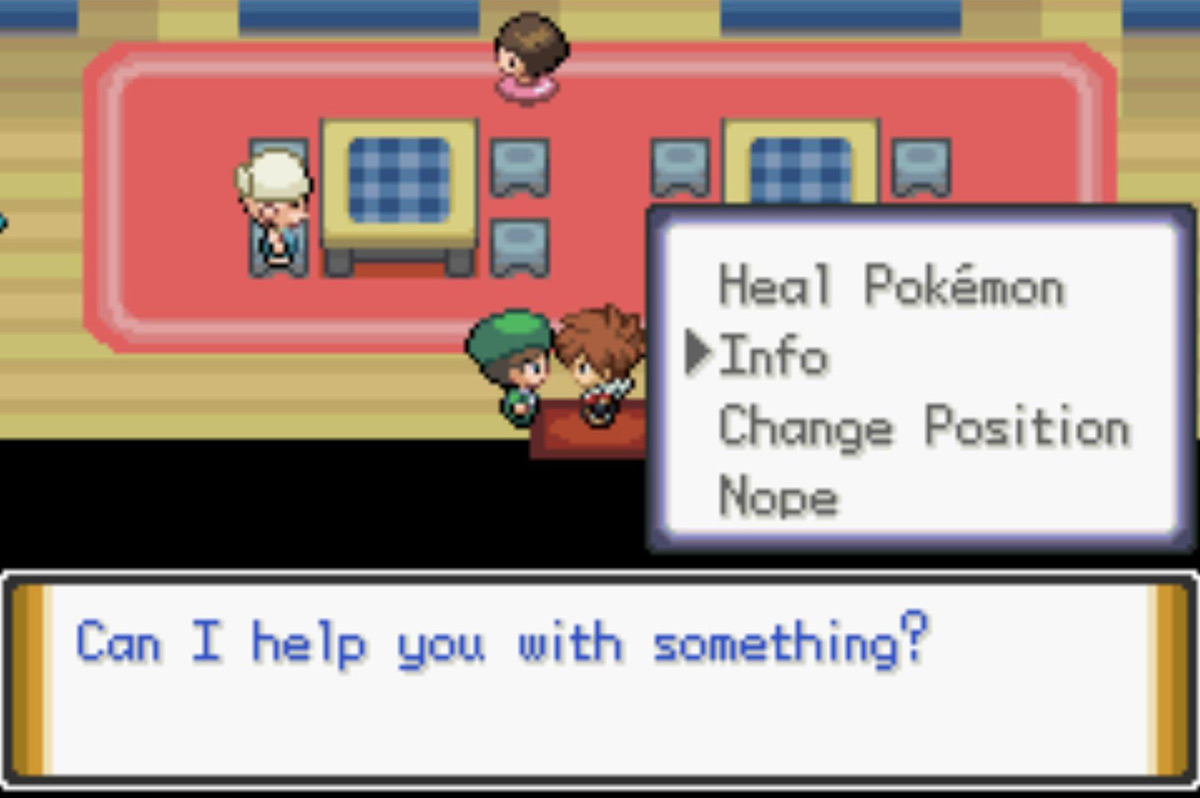 Heal Pokémon
Info
Change Position
Nope
Can I help you with something?